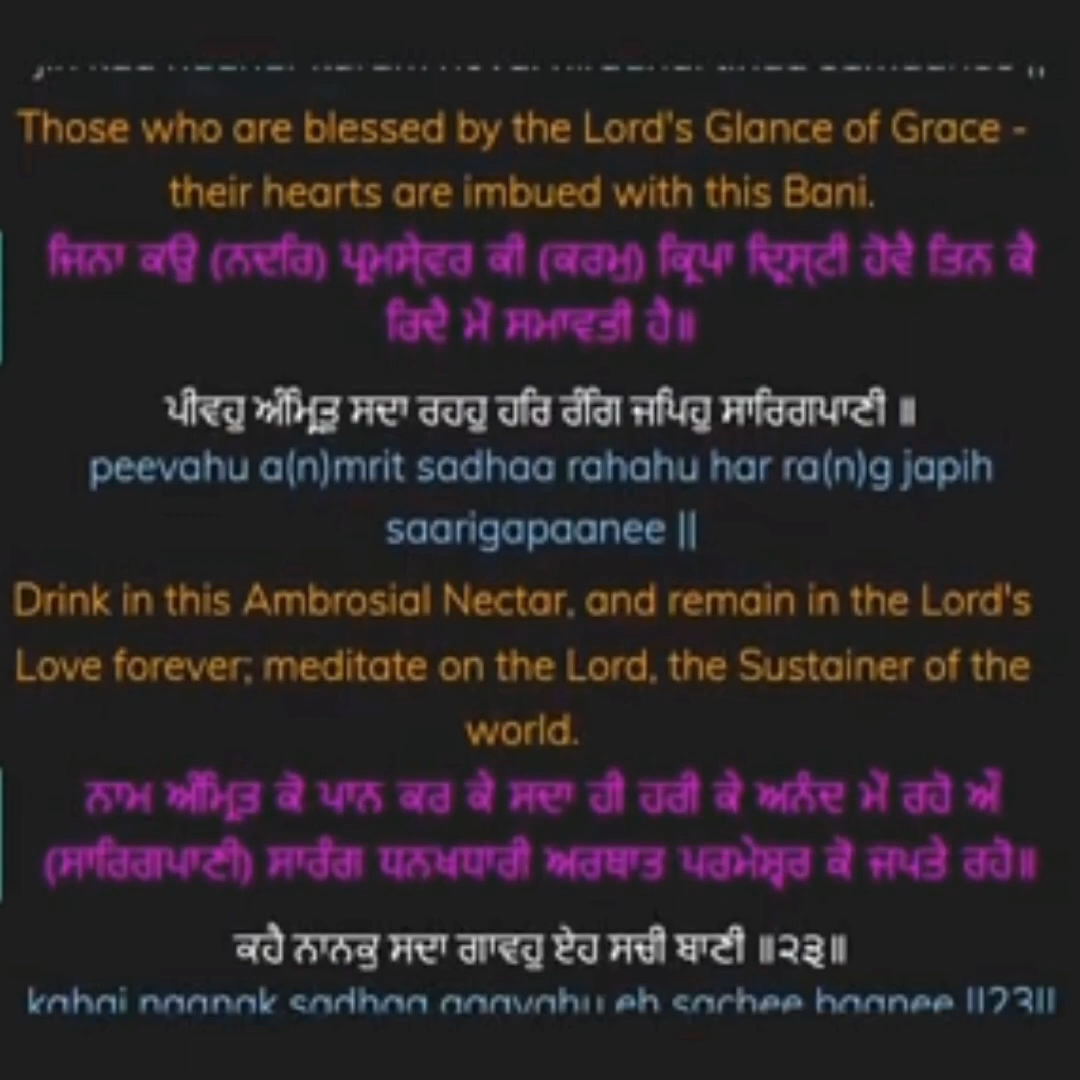 Those who are blessed by the Lord's Glance of Grace -
their hearts are imbued with this Bani.
ਜਿਨਾ ਕਉ (ਨਦਰਿ) ਪ੍ਰਮਸੇ੍ਵਰ ਕੀ (ਕਰਮੁ) ਕ੍ਰਿਪਾ ਦ੍ਰਿਸ੍ਟੀ ਹੋਵੈ ਤਿਨ ਕੇ
ਰਿਦੈ ਮੇਂ ਸਮਾਵਤੀ ਹੈ॥
ਪੀਵਹੁ ਅੰਮ੍ਰਿਤੁ ਸਦਾ ਰਹਹੁ ਹਰਿ ਰੰਗਿ ਜਪਿਹੁ ਸਾਰਿਗਪਾਣੀ ॥
peevahu a(n)mrit sadhaa rahahu har ra(n)g japih
saarigapaanee ||
Drink in this Ambrosial Nectar, and remain in the Lord's
Love forever; meditate on the Lord, the Sustainer of the
world.
ਨਾਮ ਅੰਮ੍ਰਿਤ ਕੋ ਪਾਨ ਕਰ ਕੇ ਸਦਾ ਹੀ ਹਰੀ ਕੇ ਅਨੰਦ ਮੇਂ ਰਹੋ ਔਂ
(ਸਾਰਿਗਪਾਣੀ) ਸਾਰੰਗ ਧਨਖਧਾਰੀ ਅਰਥਾਤ ਪਰਮੇਸ੍ਵਰ ਕੋ ਜਪਤੇ ਰਹੋ॥
ਕਹੈ ਨਾਨਕੁ ਸਦਾ ਗਾਵਹੁ ਏਹ ਸਚੀ ਬਾਣੀ ॥੨੩॥
kahai naanak sadhaa gaavahu eh sachee baanee ||23||